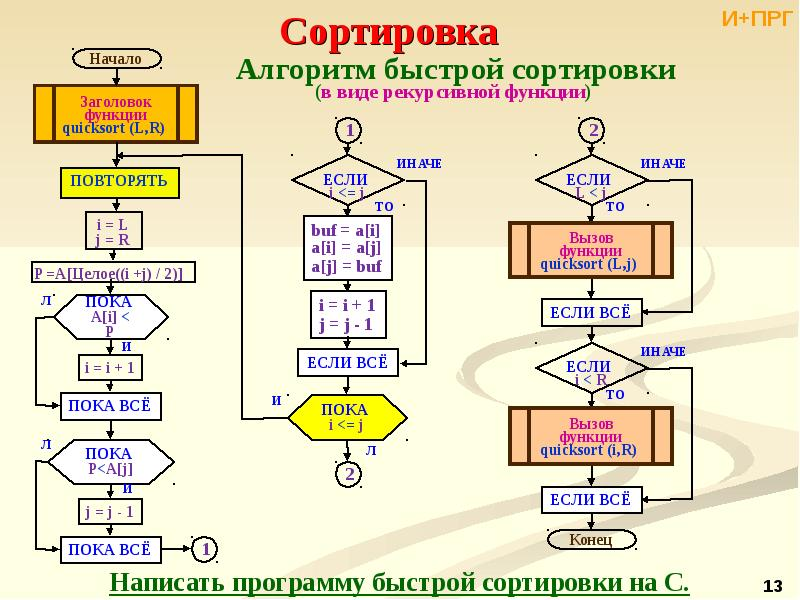 И+ПРГ
Сортировка
Алгоритм быстрой сортировки
(в виде рекурсивной функции)
Начало
Заголовок
функции
quicksort (L,R)
ПОВТОРЯТЬ
i = L
j = R
P =A[Целое((i +j) / 2)]
Л
ПОКА
A[i] <
P
И
i = i + 1
ПОКА ВСЁ
Л
ПОКА
P<A[j]
И
j = j - 1
ПОКА ВСЁ
1
1
ИНАЧЕ
ЕСЛИ
i <= j
ТО
buf = a[i]
a[i] = a[j]
a[j] = buf
i = i + 1
j = j - 1
ЕСЛИ ВСЁ
И
ПОКА
i <= j
Л
2
2
ИНАЧЕ
ЕСЛИ
L < j
ТО
Вызов
функции
quicksort (L,j)
ЕСЛИ ВСЁ
ИНАЧЕ
ЕСЛИ
i < R
ТО
Вызов
функции
quicksort (i,R)
ЕСЛИ ВСЁ
Конец
Написать программу быстрой сортировки на С.
13